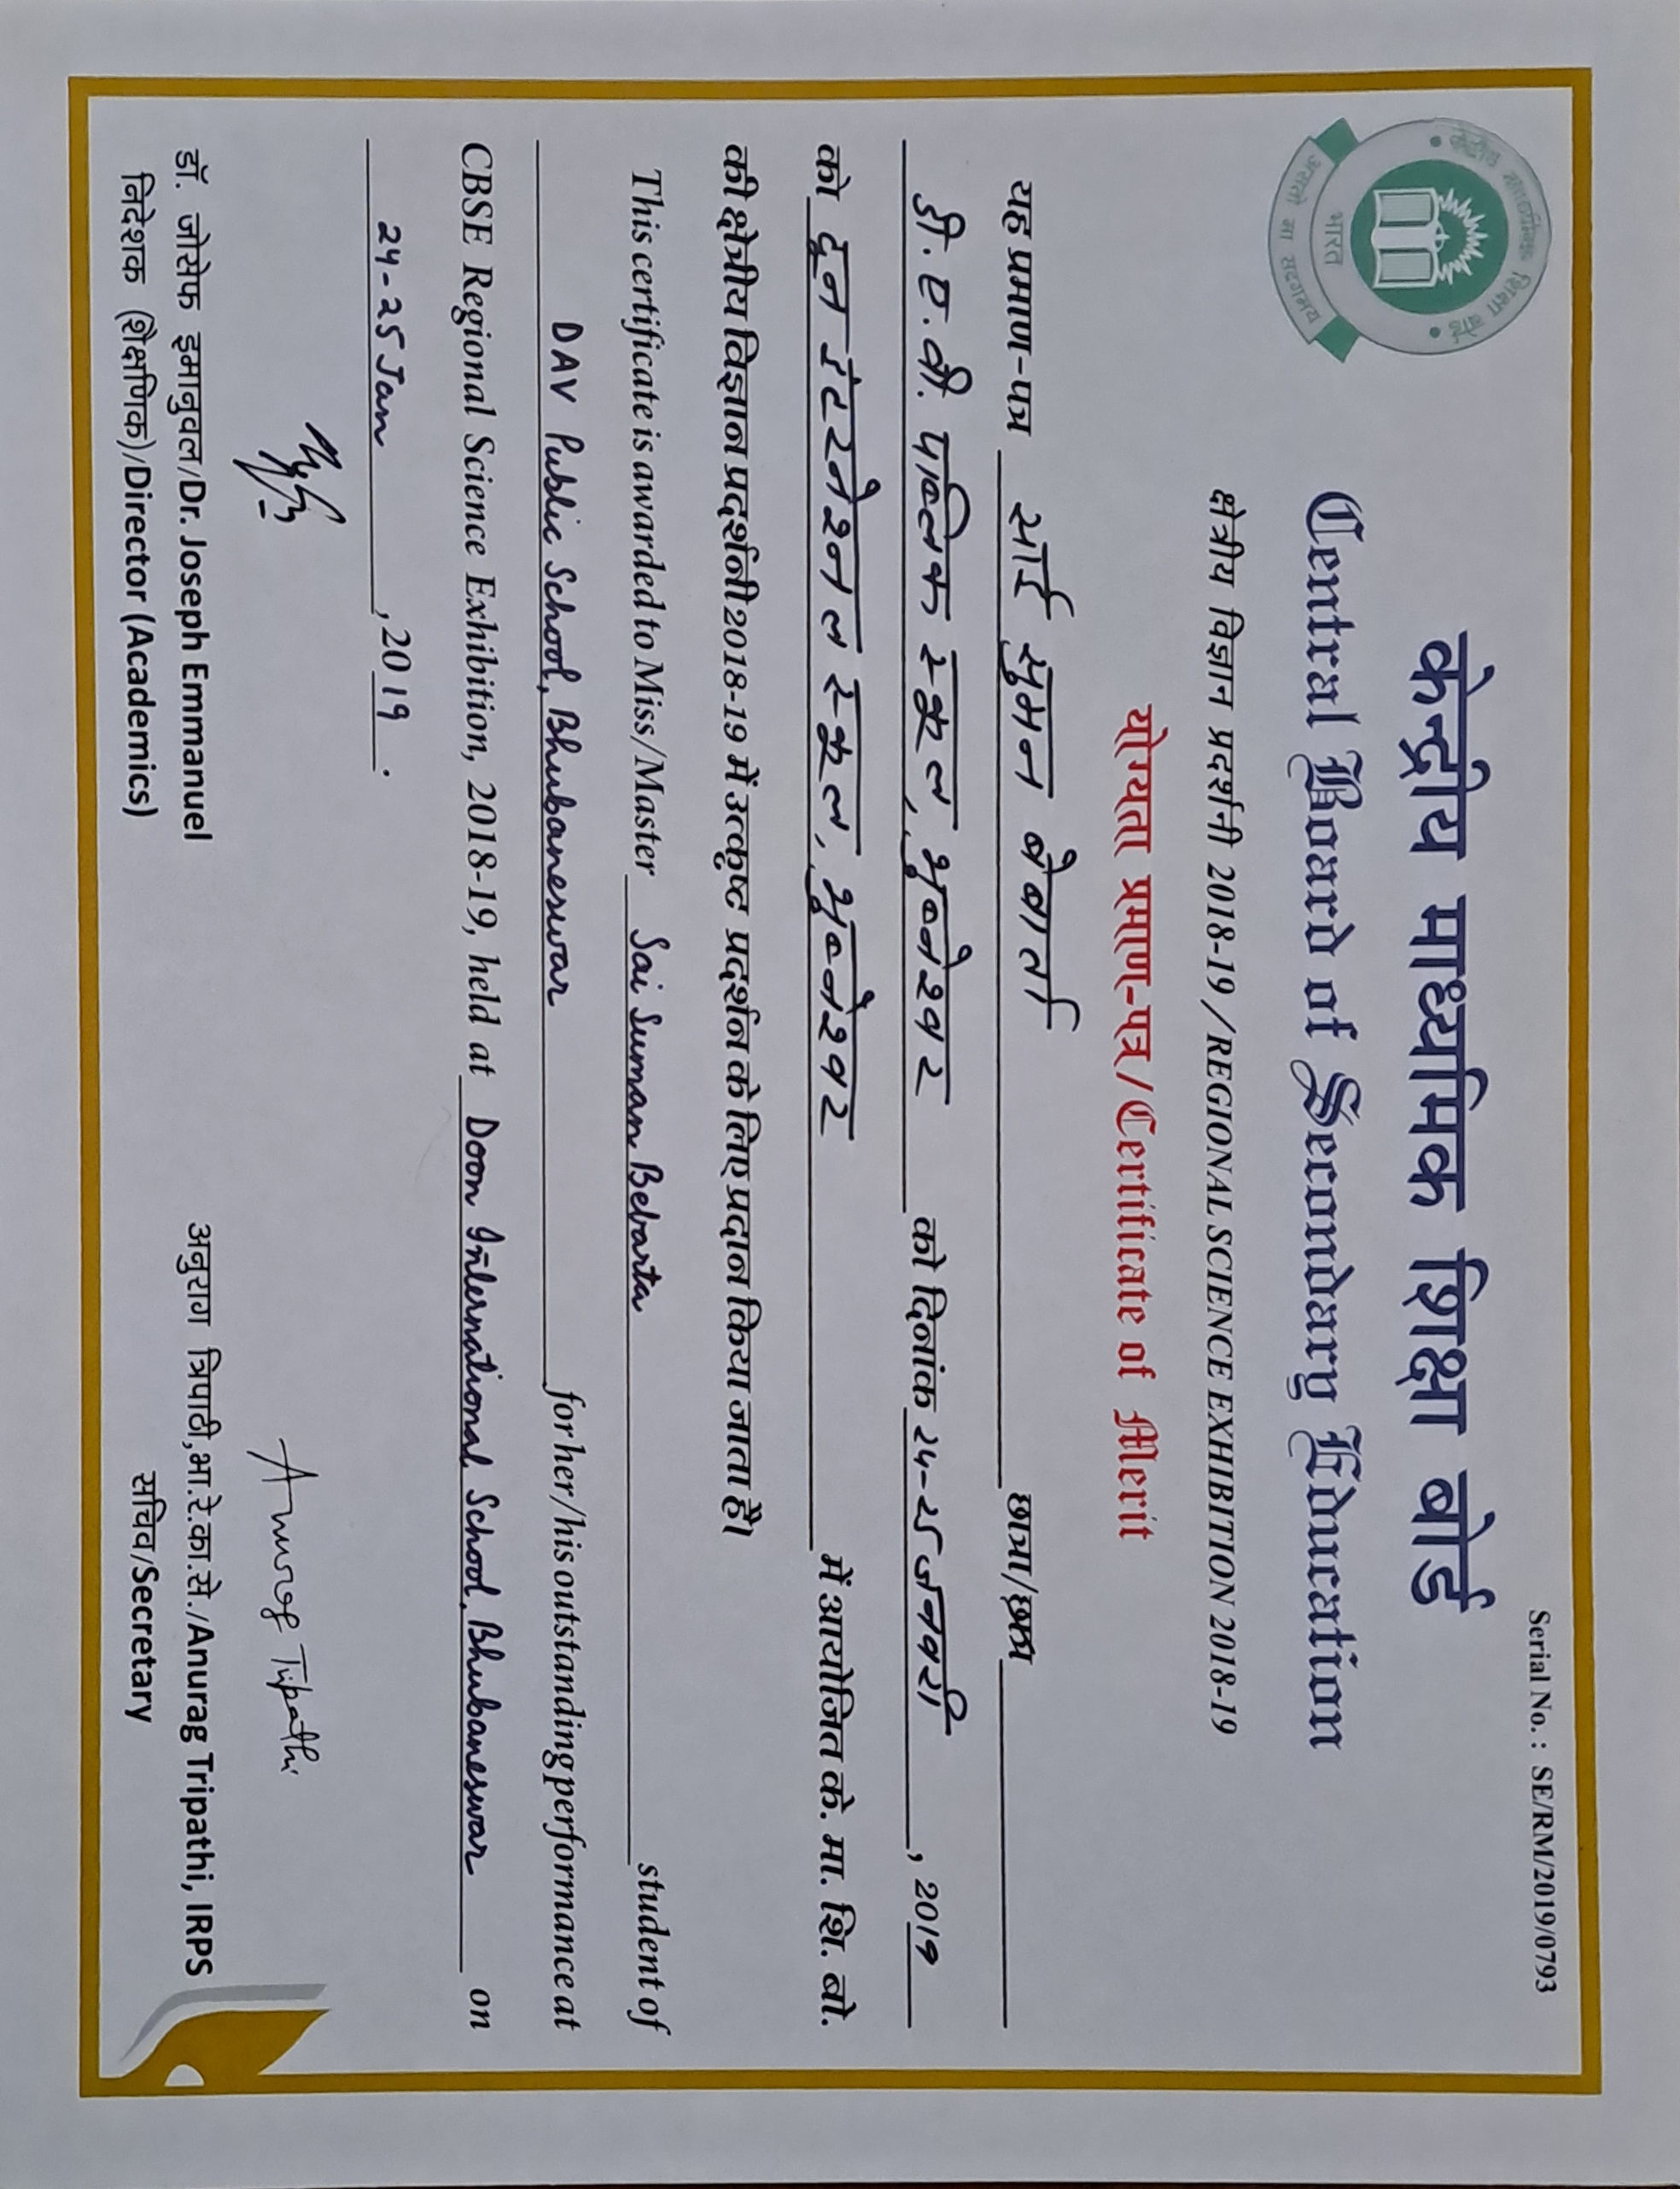 Serial No. : SE/RM/2019/0793
केन्द्रीय माध्यमिक शिक्षा बोर्ड
भारत
असतो मा सद्गमय
केन्द्रीय माध्यमिक शिक्षा बोर्ड
Central Board of Secondary Education
क्षेत्रीय विज्ञान प्रदर्शनी 2018-19 / REGIONAL SCIENCE EXHIBITION 2018-19
योग्यता प्रमाण-पत्र / Certificate of Merit
यह प्रमाण-पत्र साई सुमन बेबार्ता छात्रा/छात्र
डी. ए. वी. पब्लिक स्कूल, भुब्नेश्वर को दिनांक 24-25 जनवरी , 2019
को दून इंटरनेश्नल स्कूल, भुब्नेश्वर में आयोजित के. मा. शि. बो.
की क्षेत्रीय विज्ञान प्रदर्शनी 2018-19 में उत्कृष्ट प्रदर्शन के लिए प्रदान किया जाता है।
This certificate is awarded to Miss/Master Sai Suman Bebarta student of
DAV Public School, Bhubaneswar for her/his outstanding performance at
CBSE Regional Science Exhibition, 2018-19, held at Doon International School, Bhubaneswar on
24-25 Jan , 2019 .
Anurag Tripathi
डॉ. जोसेफ इमानुवल/Dr. Joseph Emmanuel
निदेशक (शैक्षणिक)/Director (Academics)
अनुराग त्रिपाठी,भा.रे.का.से./Anurag Tripathi, IRPS
सचिव/Secretary